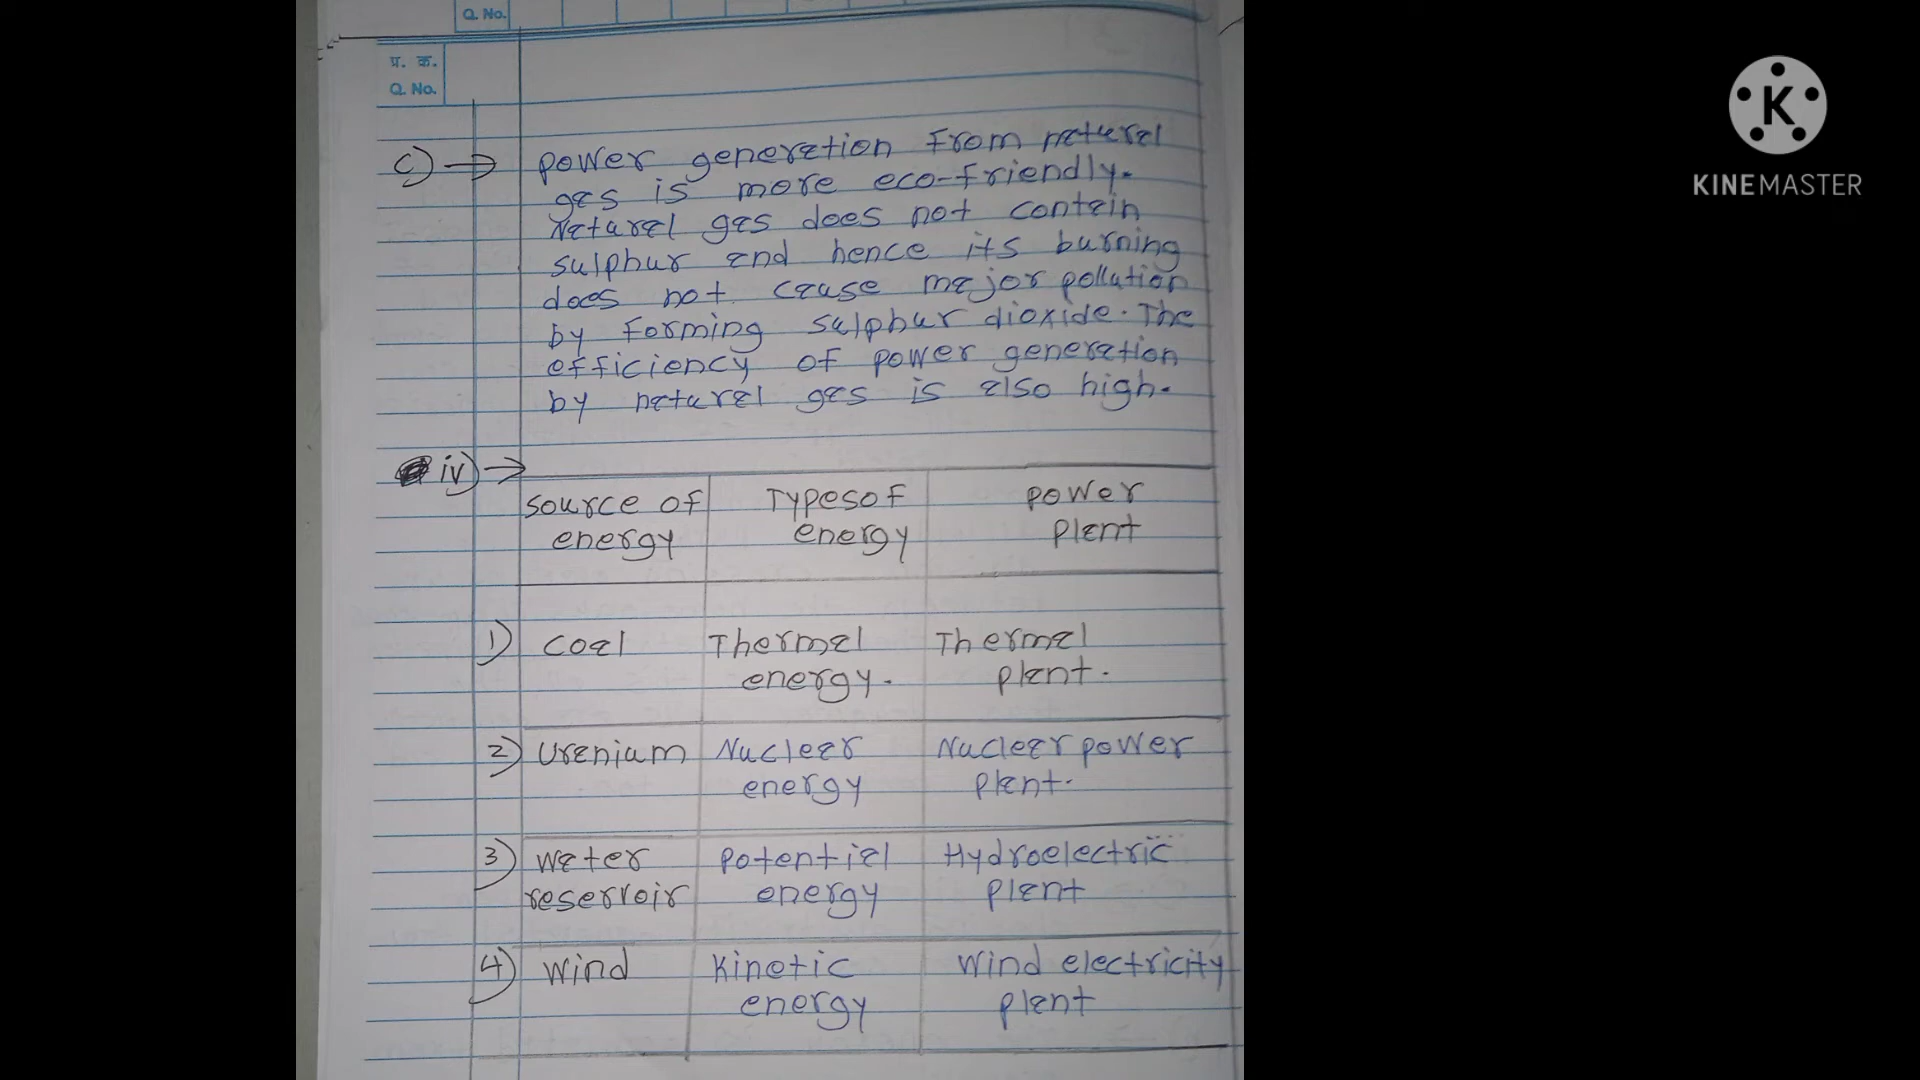 Q. No.
प्र. क.
Q. No.
c) → power generation from natural
gas is more eco-friendly.
Natural gas does not contain
sulphur and hence its burning
does not cause major pollution
by forming sulphur dioxide. The
efficiency of power generation
by natural gas is also high.
iv) →
source of energy | Types of energy | power plant
1) coal | Thermal energy. | Thermal plant.
2) Uranium | Nuclear energy | Nuclear power plant.
3) Water reservoir | potential energy | Hydroelectric plant
4) Wind | Kinetic energy | Wind electricity plant
K
KINEMASTER